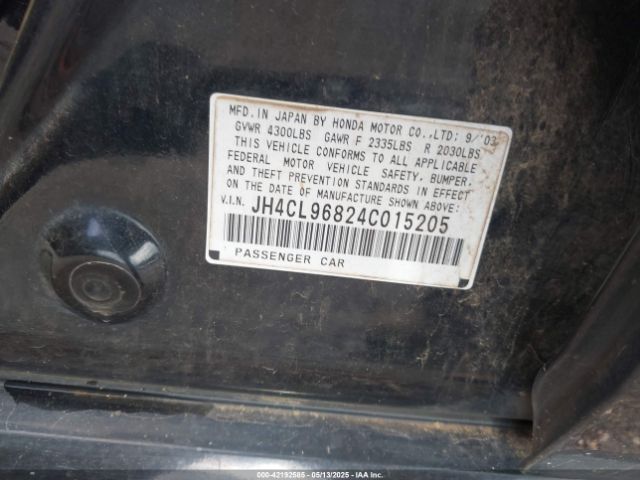 MFD. IN JAPAN BY HONDA MOTOR CO., LTD: 9/'03
GVWR 4300LBS GAWR F 2335LBS R 2030LBS
THIS VEHICLE CONFORMS TO ALL APPLICABLE
FEDERAL MOTOR VEHICLE SAFETY, BUMPER,
AND THEFT PREVENTION STANDARDS IN EFFECT
ON THE DATE OF MANUFACTURE SHOWN ABOVE:
V.I.N. JH4CL96824C015205
PASSENGER CAR
000-42192585 - 05/13/2025 - IAA Inc.